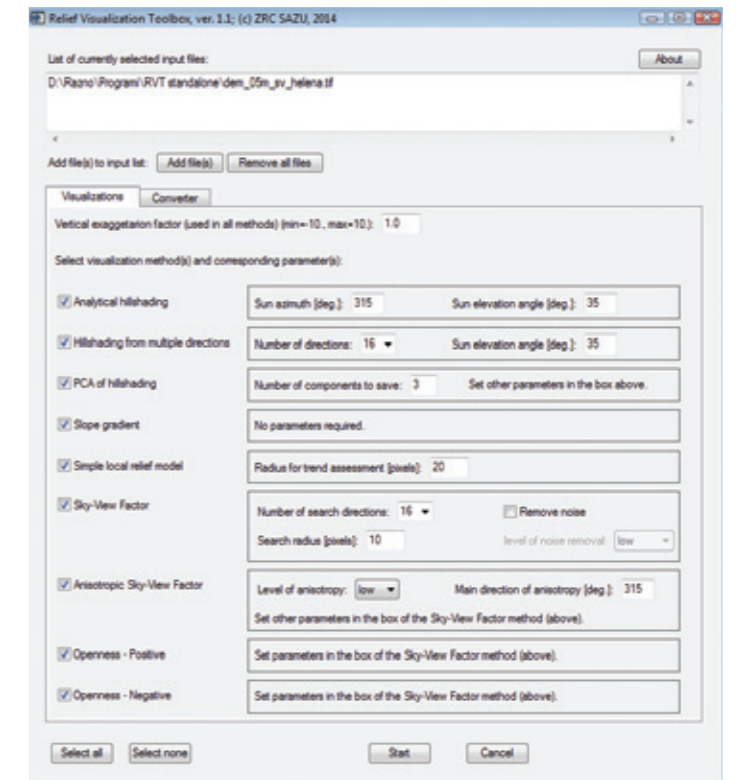 Relief Visualization Toolbox, ver. 1.1; (c) ZRC SAZU, 2014
List of currently selected input files:
About
D:\Razno\Programi\RVT standalone\dem_05m_sv_helena.tif
Add file(s) to input list: Add file(s) Remove all files
Visualizations Converter
Vertical exaggetarion factor (used in all methods) (min=-10., max=10.): 1.0
Select visualization method(s) and corresponding parameter(s):
Analytical hillshading Sun azimuth [deg.]: 315 Sun elevation angle [deg.]: 35
Hillshading from multiple directions Number of directions: 16 Sun elevation angle [deg.]: 35
PCA of hillshading Number of components to save: 3 Set other parameters in the box above.
Slope gradient No parameters required.
Simple local relief model Radius for trend assessment [pixels]: 20
Sky-View Factor Number of search directions: 16 Remove noise
Search radius [pixels]: 10 level of noise removal: low
Anisotropic Sky-View Factor Level of anisotropy: low Main direction of anisotropy [deg.]: 315
Set other parameters in the box of the Sky-View Factor method (above).
Openness - Positive Set parameters in the box of the Sky-View Factor method (above).
Openness - Negative Set parameters in the box of the Sky-View Factor method (above).
Select all Select none Start Cancel